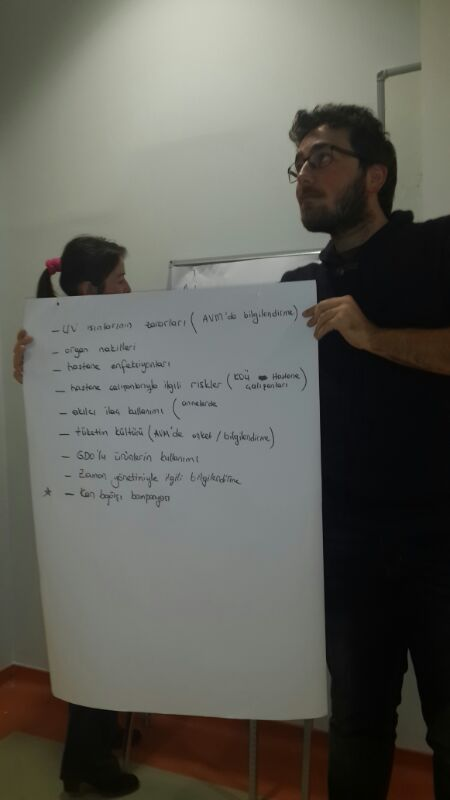 — UV ışınlarının zararları (AVM'de bilgilendirme)
— organ nakilleri
— hastane enfeksiyonları
— hastane çalışanlarıyla ilgili riskler (KOÜ Hastane çalışanları)
— akılcı ilaç kullanımı (annelerde
— tüketim kültürü (AVM'de anket / bilgilendirme)
— GDO'lu ürünlerin kullanımı
— Zaman yönetimiyle ilgili bilgilendirme
★ — Kan bağışı kampanyası